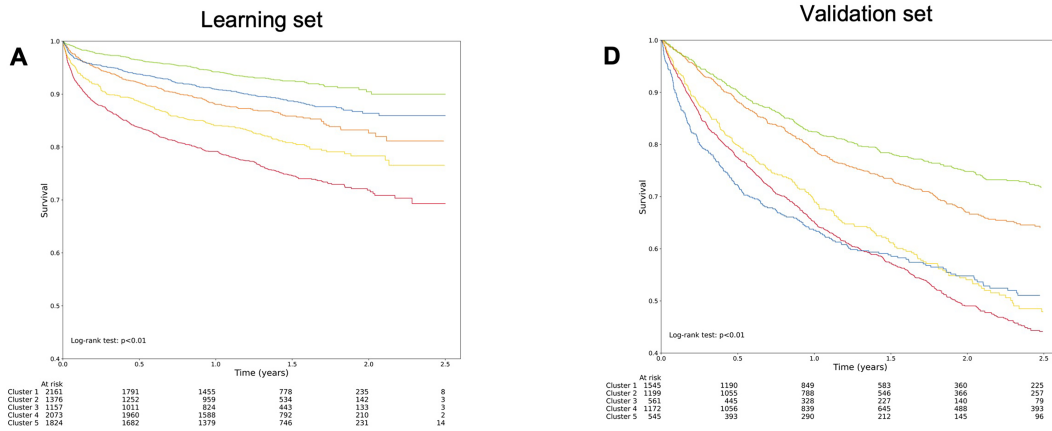 Learning set
A
1.0
0.9
0.8
0.7
0.6
0.5
0.4
Survival
Log-rank test: p<0.01
0.0 0.5 1.0 1.5 2.0 2.5
Time (years)
At risk
Cluster 1 2161 1791 1455 778 235 8
Cluster 2 1376 1252 959 534 142 3
Cluster 3 1157 1011 824 443 133 3
Cluster 4 2073 1960 1588 792 210 2
Cluster 5 1824 1682 1379 746 231 14
Validation set
D
1.0
0.9
0.8
0.7
0.6
0.5
0.4
Survival
Log-rank test: p<0.01
0.0 0.5 1.0 1.5 2.0 2.5
Time (years)
At risk
Cluster 1 1545 1190 849 583 360 225
Cluster 2 1199 1055 788 546 366 257
Cluster 3 561 445 328 227 140 79
Cluster 4 1172 1056 839 645 488 393
Cluster 5 545 393 290 212 145 96